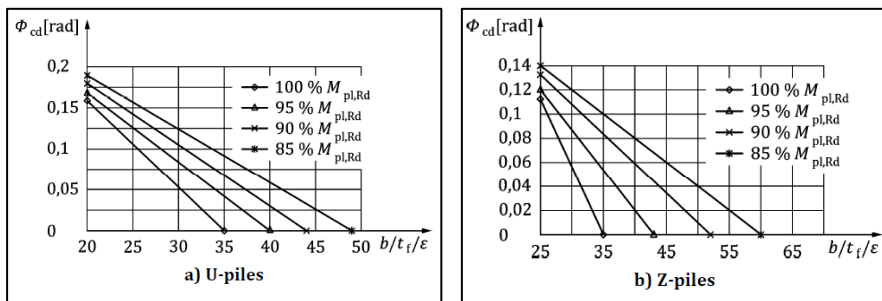 Φcd[rad]
0,2
0,15
0,1
0,05
0
100 % Mpl,Rd
95 % Mpl,Rd
90 % Mpl,Rd
85 % Mpl,Rd
20 25 30 35 40 44 45 50 b/tf/ε
a) U-piles
Φcd[rad]
0,14
0,12
0,1
0,08
0,06
0,04
0,02
0
100 % Mpl,Rd
95 % Mpl,Rd
90 % Mpl,Rd
85 % Mpl,Rd
25 35 45 55 65 b/tf/ε
b) Z-piles